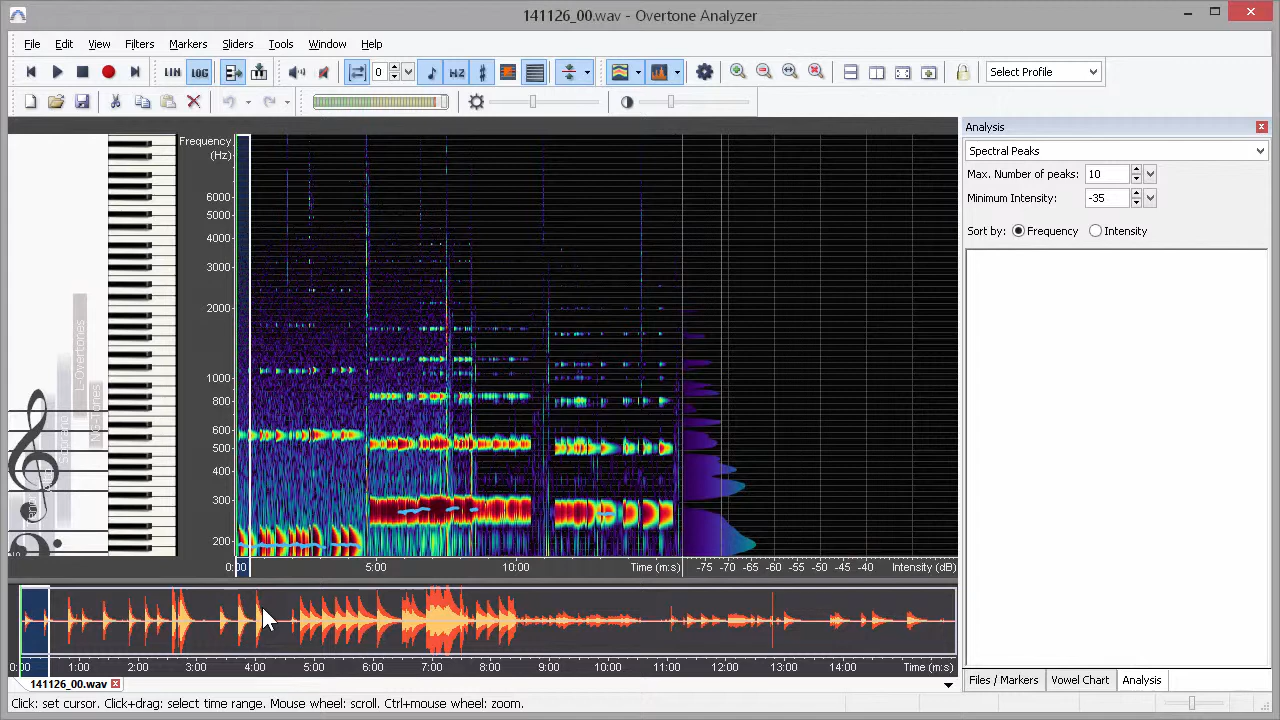 141126_00.wav - Overtone Analyzer
File Edit View Filters Markers Sliders Tools Window Help
LIN LOG 0 HZ Select Profile
Analysis
Frequency
(Hz)
Spectral Peaks
Max. Number of peaks: 10
6000
Minimum Intensity: -35
5000
4000
Sort by: Frequency Intensity
3000
2000
L-Overtones
Soprano
1000
800
600
500
400
300
200
0:00 5:00 10:00 Time (m:s) -75 -70 -65 -60 -55 -50 -45 -40 Intensity (dB)
0:00 1:00 2:00 3:00 4:00 5:00 6:00 7:00 8:00 9:00 10:00 11:00 12:00 13:00 14:00 Time (m:s)
141126_00.wav
Files / Markers Vowel Chart Analysis
Click: set cursor, Click+drag: select time range. Mouse wheel: scroll. Ctrl+mouse wheel: zoom.